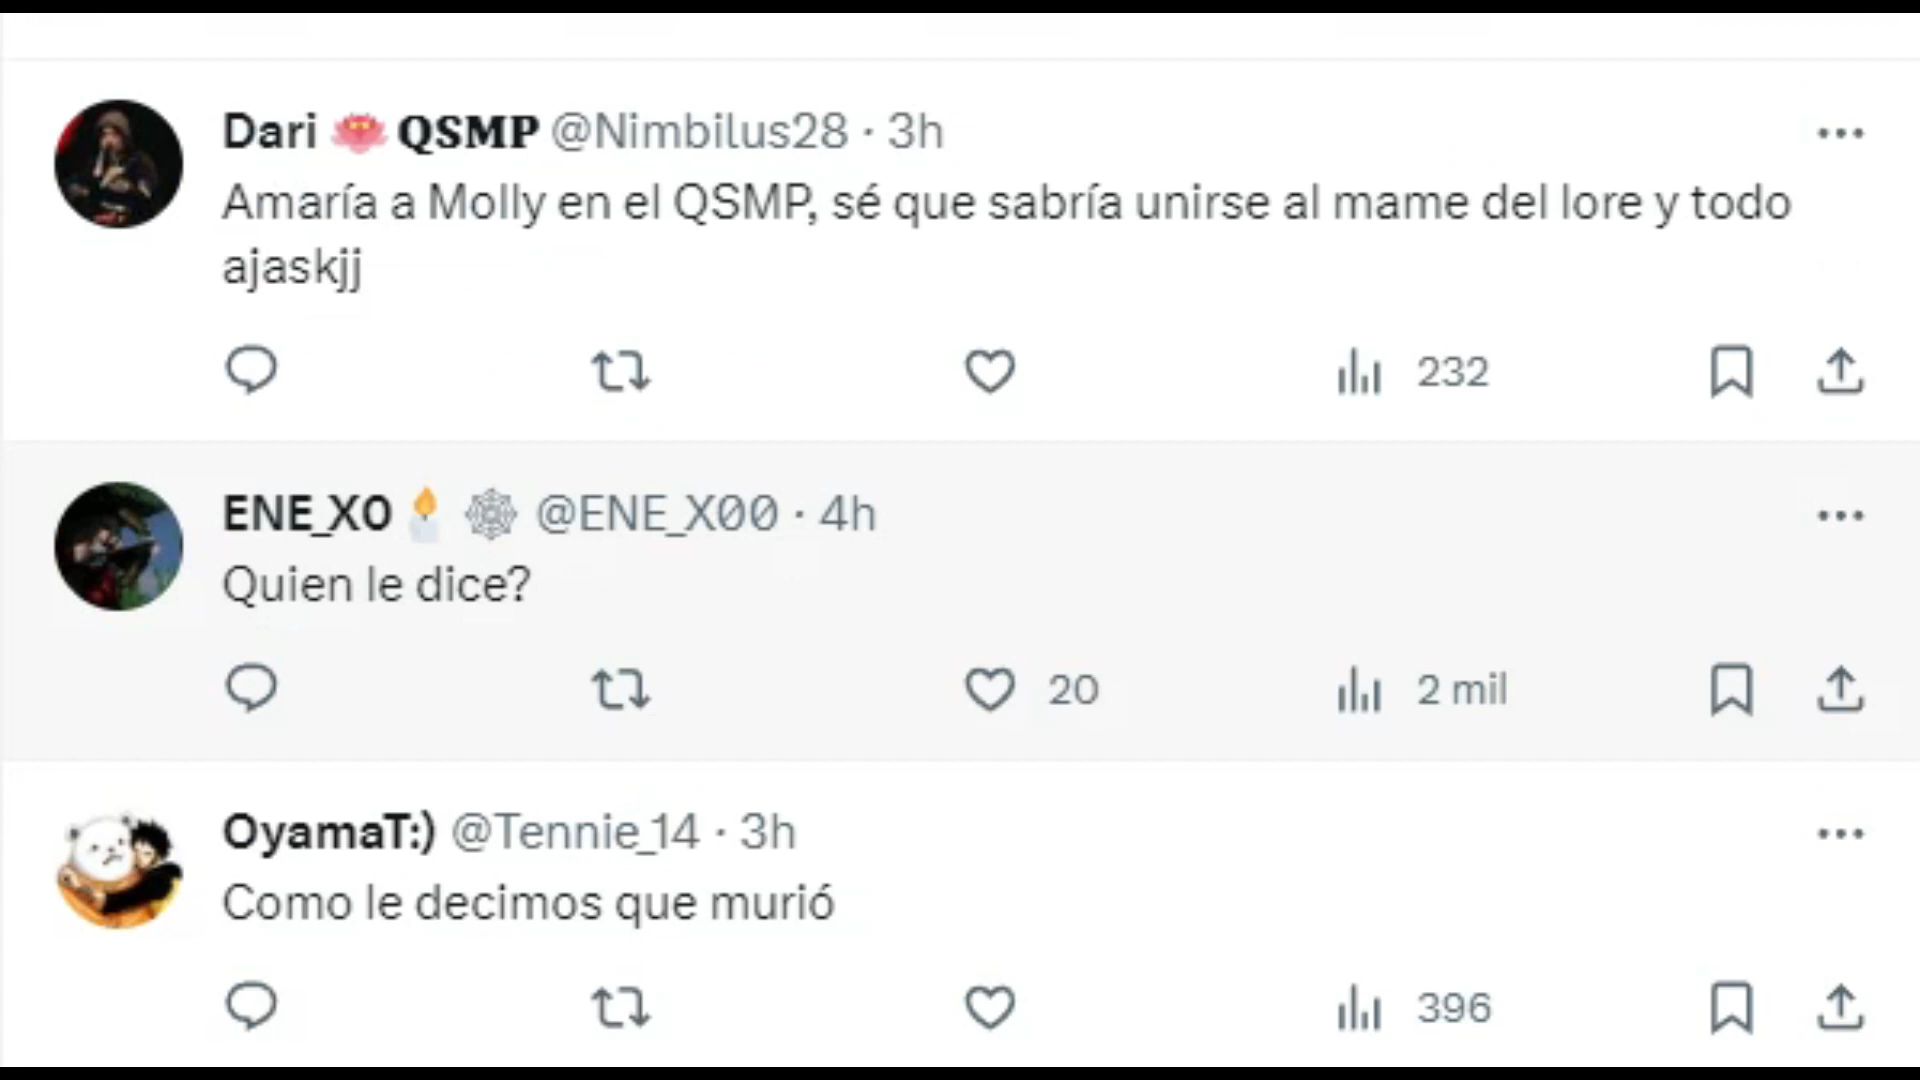 Dari 🪷 QSMP @Nimbilus28 · 3h
Amaría a Molly en el QSMP, sé que sabría unirse al mame del lore y todo
ajaskjj
232
ENE_XO🕯️ 🕸️ @ENE_X00 · 4h
Quien le dice?
20 2 mil
OyamaT:) @Tennie_14 · 3h
Como le decimos que murió
396